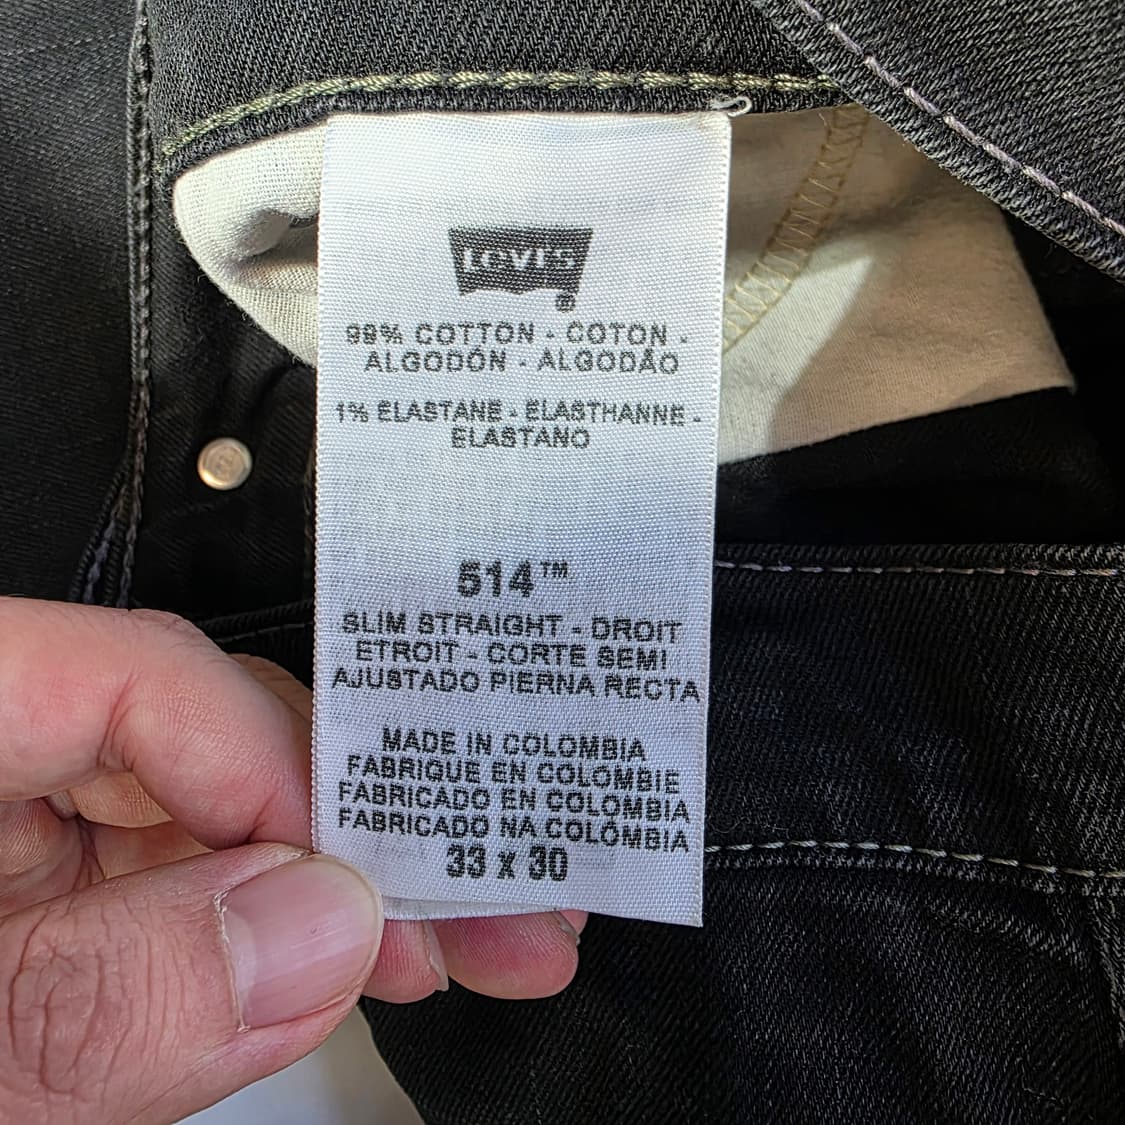 Levi's
®
99% COTTON - COTON -
ALGODÓN - ALGODÃO
1% ELASTANE - ELASTHANNE -
ELASTANO
514™
SLIM STRAIGHT - DROIT
ETROIT - CORTE SEMI
AJUSTADO PIERNA RECTA
MADE IN COLOMBIA
FABRIQUE EN COLOMBIE
FABRICADO EN COLOMBIA
FABRICADO NA COLÔMBIA
33 x 30